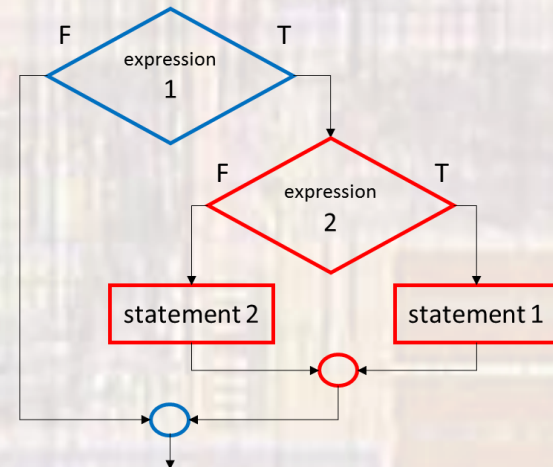 F
T
expression
1
F
T
expression
2
statement 2
statement 1